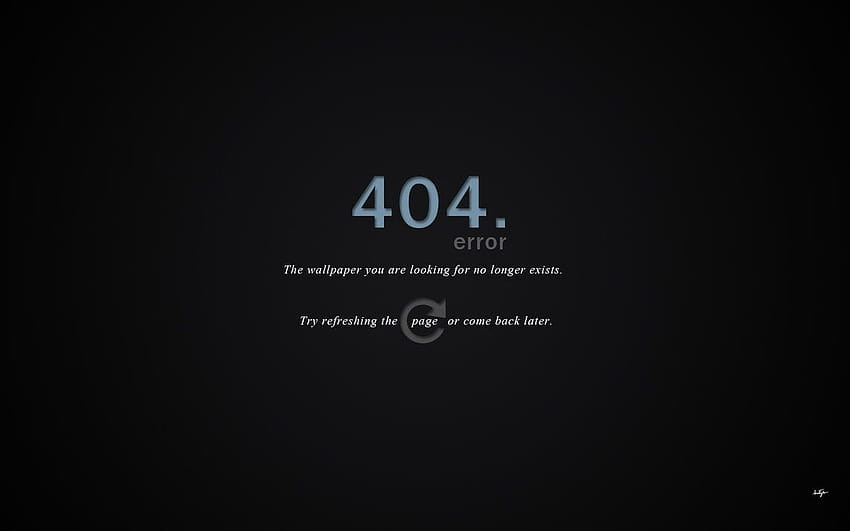 404.
error
The wallpaper you are looking for no longer exists.
Try refreshing the page or come back later.